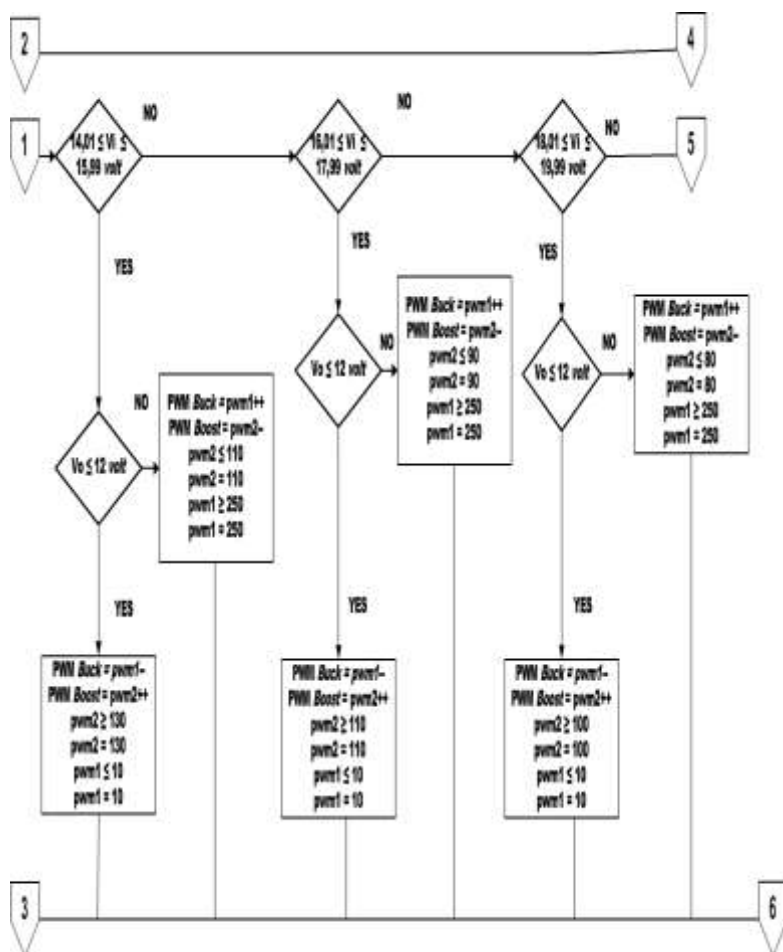 2
4
1
14,01 ≤ Vi ≤
15,99 volt
NO
16,01 ≤ Vi ≤
17,99 volt
NO
18,01 ≤ Vi ≤
19,99 volt
NO
5
YES
YES
YES
Vo ≤ 12 volt
NO
PWM Buck = pwm1++
PWM Boost = pwm2--
pwm2 ≤ 90
pwm2 = 90
pwm1 ≥ 250
pwm1 = 250
Vo ≤ 12 volt
NO
PWM Buck = pwm1++
PWM Boost = pwm2--
pwm2 ≤ 80
pwm2 = 80
pwm1 ≥ 250
pwm1 = 250
Vo ≤ 12 volt
NO
PWM Buck = pwm1++
PWM Boost = pwm2--
pwm2 ≤ 110
pwm2 = 110
pwm1 ≥ 250
pwm1 = 250
YES
YES
YES
PWM Buck = pwm1--
PWM Boost = pwm2++
pwm2 ≥ 130
pwm2 = 130
pwm1 ≤ 10
pwm1 = 10
PWM Buck = pwm1--
PWM Boost = pwm2++
pwm2 ≥ 110
pwm2 = 110
pwm1 ≤ 10
pwm1 = 10
PWM Buck = pwm1--
PWM Boost = pwm2++
pwm2 ≥ 100
pwm2 = 100
pwm1 ≤ 10
pwm1 = 10
3
6